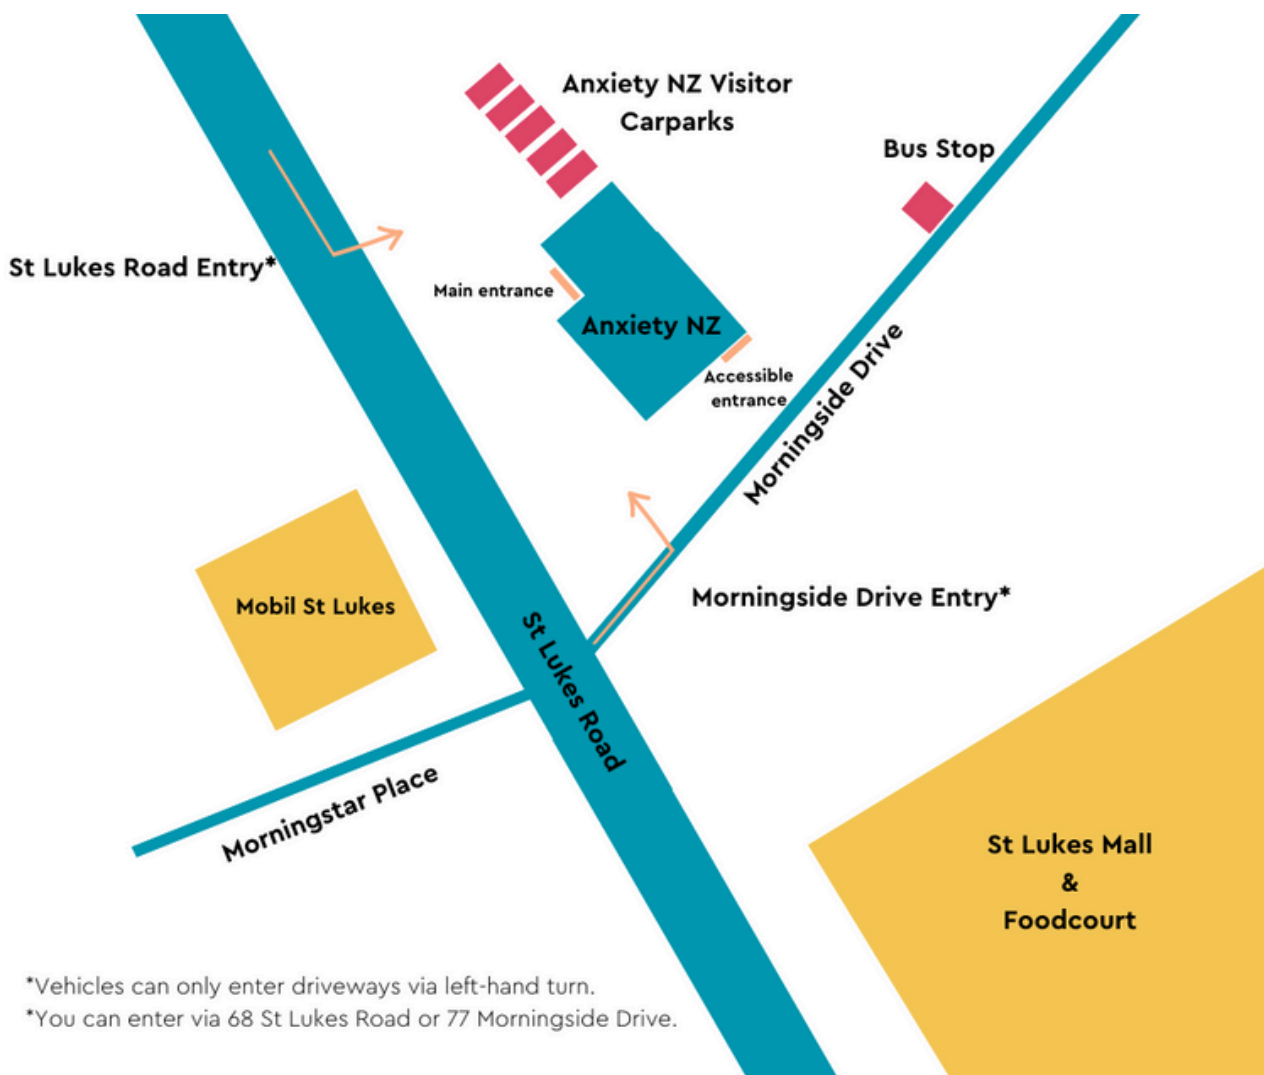 Anxiety NZ Visitor
Carparks
Bus Stop
St Lukes Road Entry*
Main entrance
Anxiety NZ
Accessible
entrance
Morningside Drive
Mobil St Lukes
Morningside Drive Entry*
St Lukes Road
Morningstar Place
St Lukes Mall
&
Foodcourt
*Vehicles can only enter driveways via left-hand turn.
*You can enter via 68 St Lukes Road or 77 Morningside Drive.